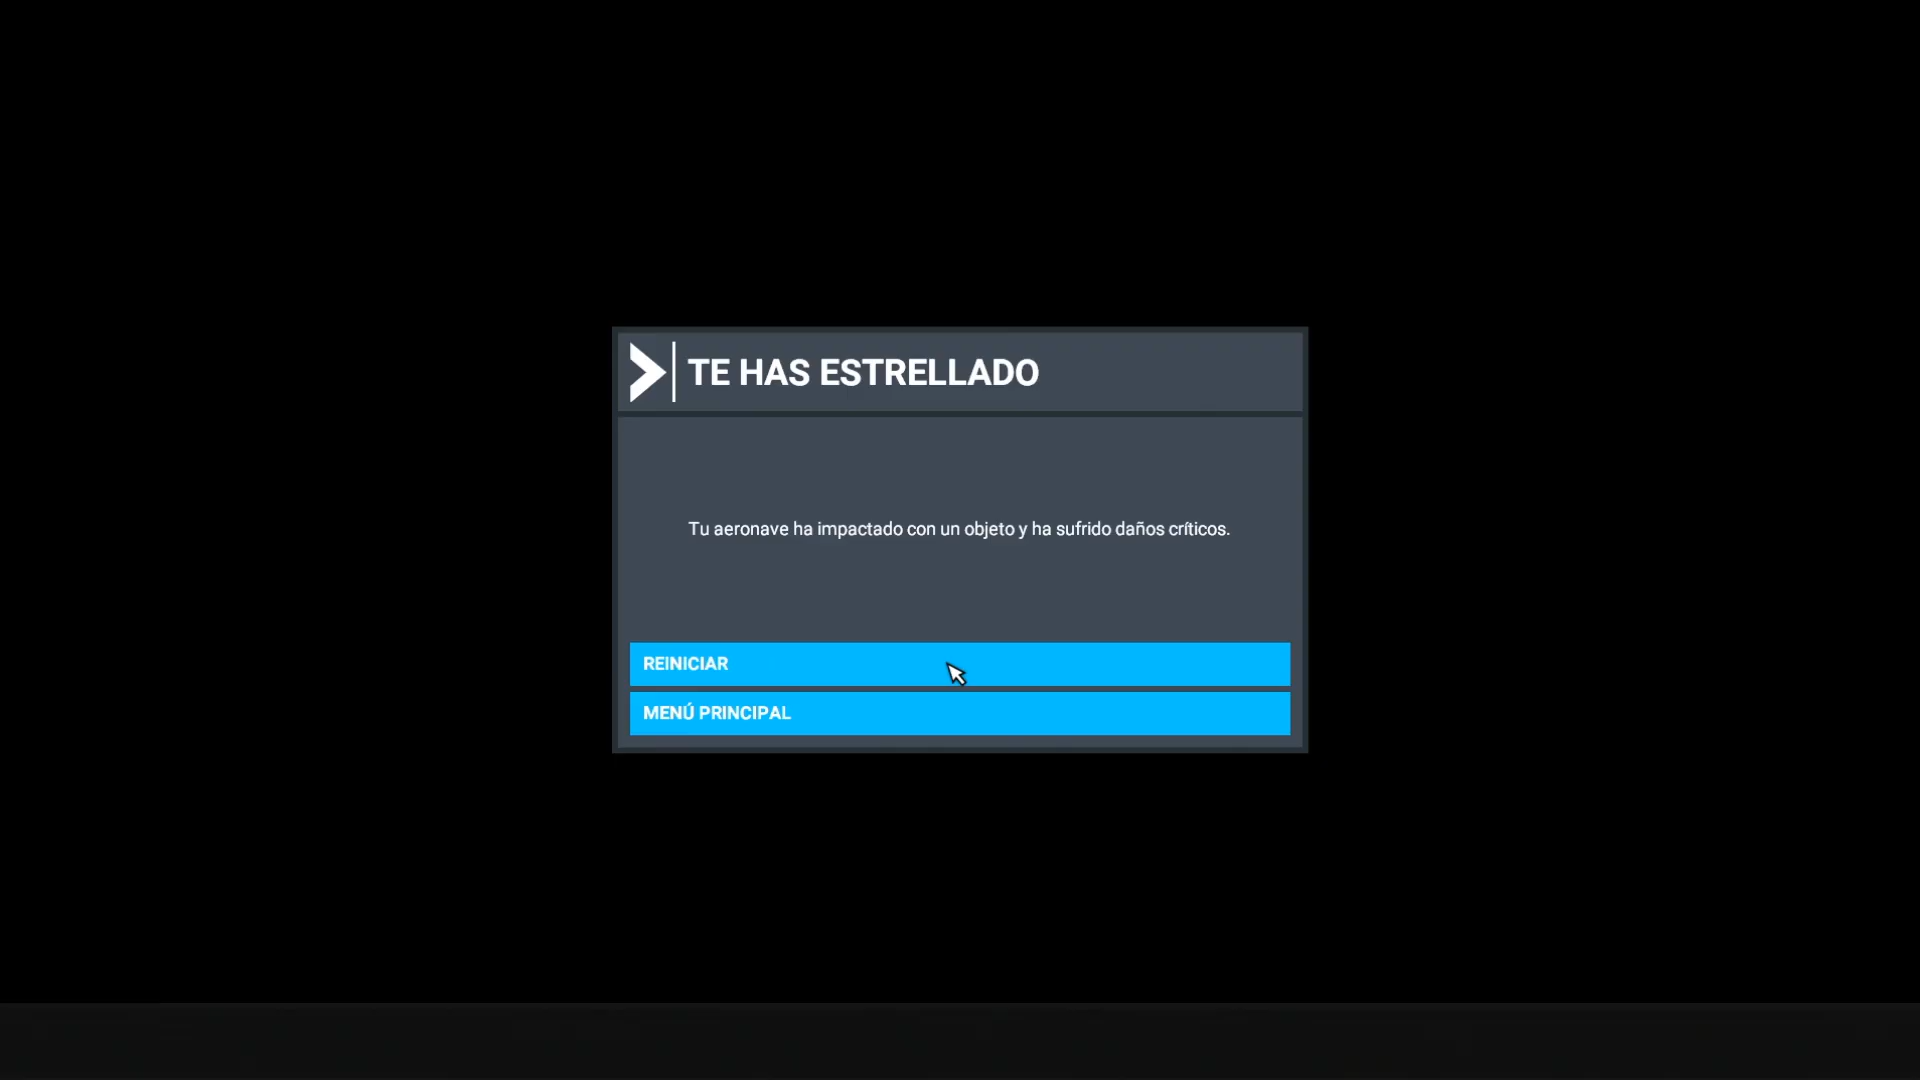 TE HAS ESTRELLADO
Tu aeronave ha impactado con un objeto y ha sufrido daños críticos.
REINICIAR
MENÚ PRINCIPAL